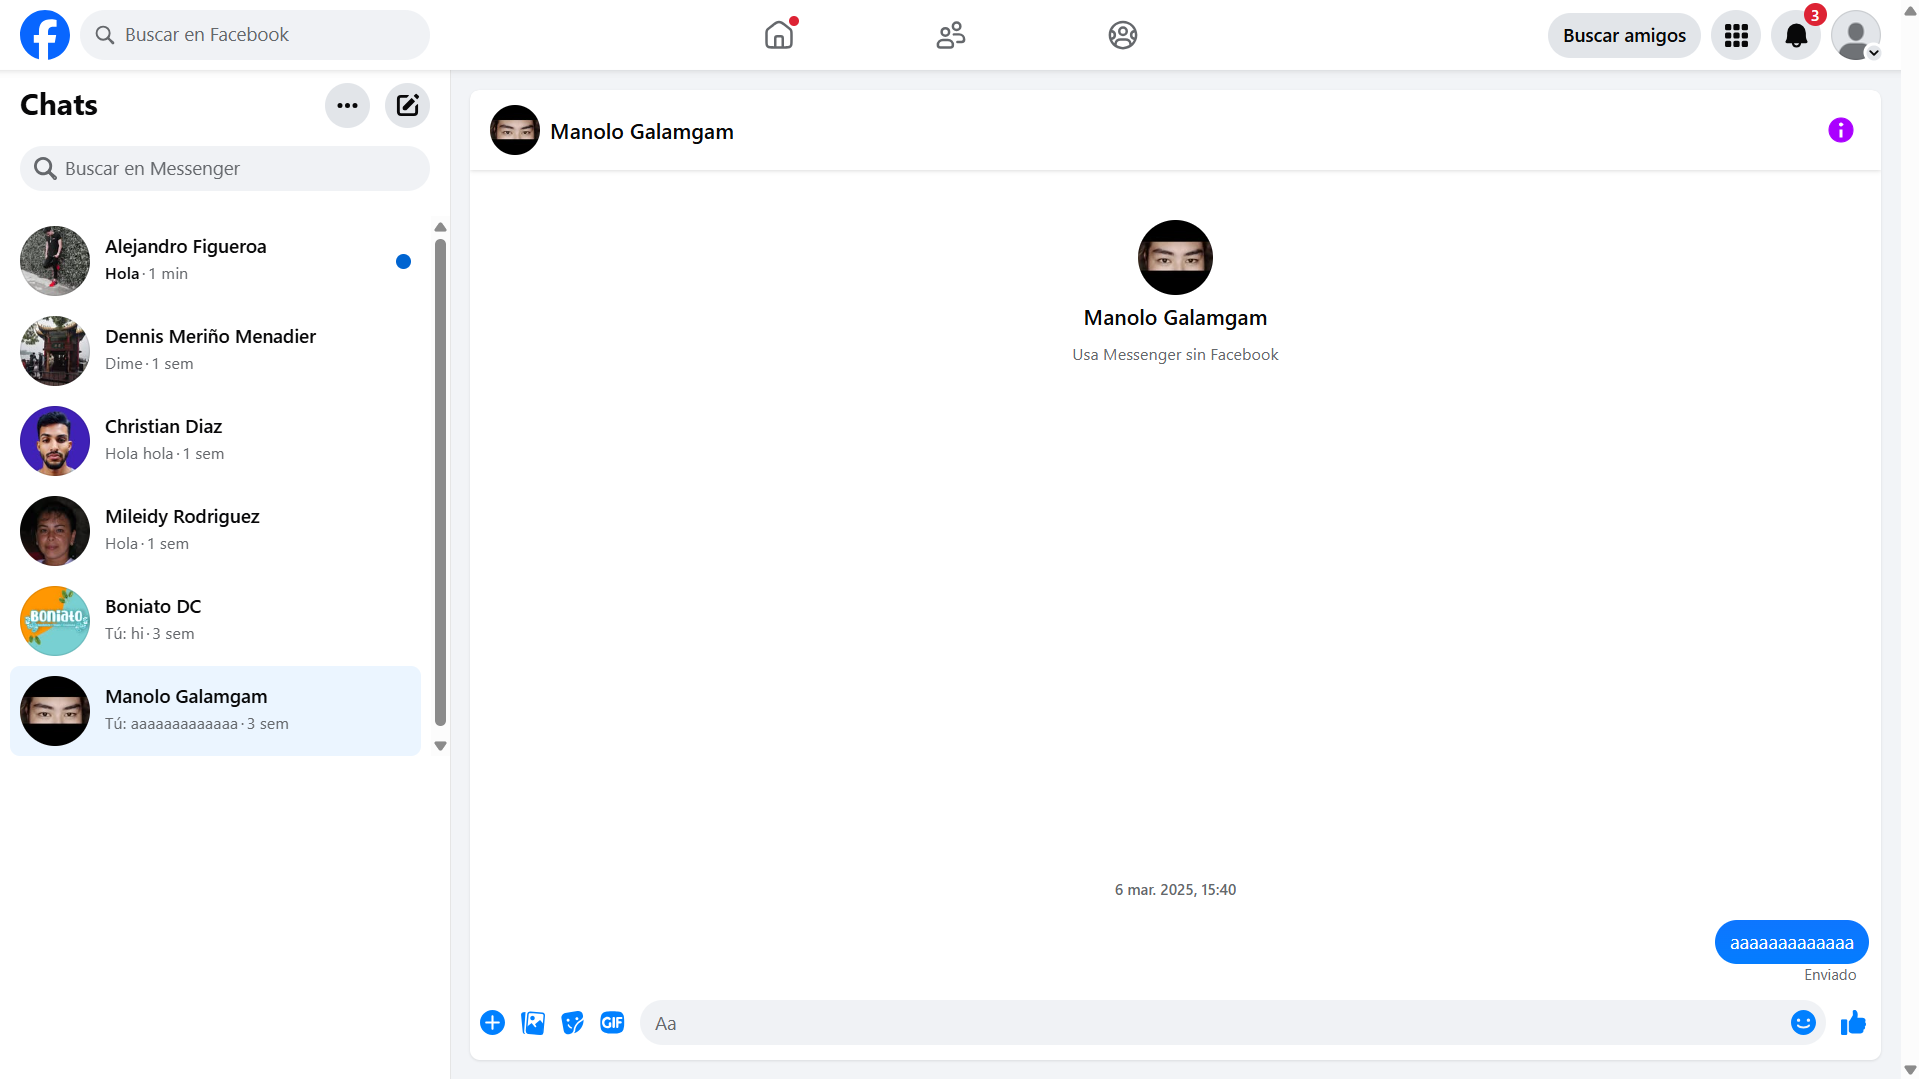 Buscar en Facebook
Buscar amigos
3
Chats
Buscar en Messenger
Alejandro Figueroa
Hola · 1 min
Dennis Meriño Menadier
Dime · 1 sem
Christian Diaz
Hola hola · 1 sem
Mileidy Rodriguez
Hola · 1 sem
BONIATO
Boniato DC
Tú: hi · 3 sem
Manolo Galamgam
Tú: aaaaaaaaaaaaa · 3 sem
Manolo Galamgam
Manolo Galamgam
Usa Messenger sin Facebook
6 mar. 2025, 15:40
aaaaaaaaaaaaa
Enviado
GIF
Aa